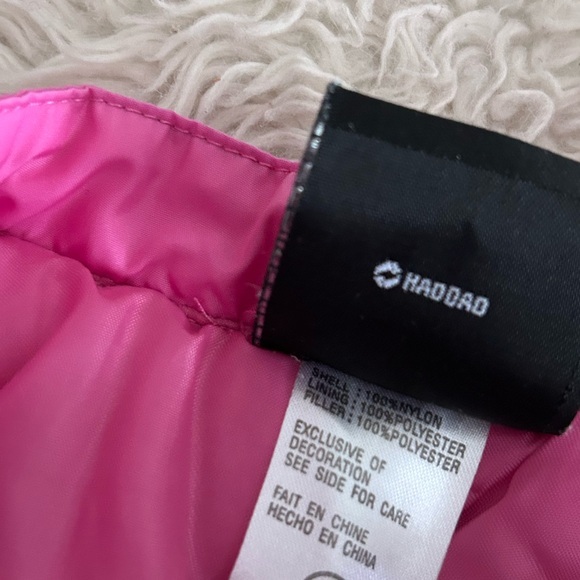 HADDAD
SHELL : 100%NYLON
LINING : 100%POLYESTER
FILLER : 100%POLYESTER
EXCLUSIVE OF
DECORATION
SEE SIDE FOR CARE
FAIT EN CHINE
HECHO EN CHINA